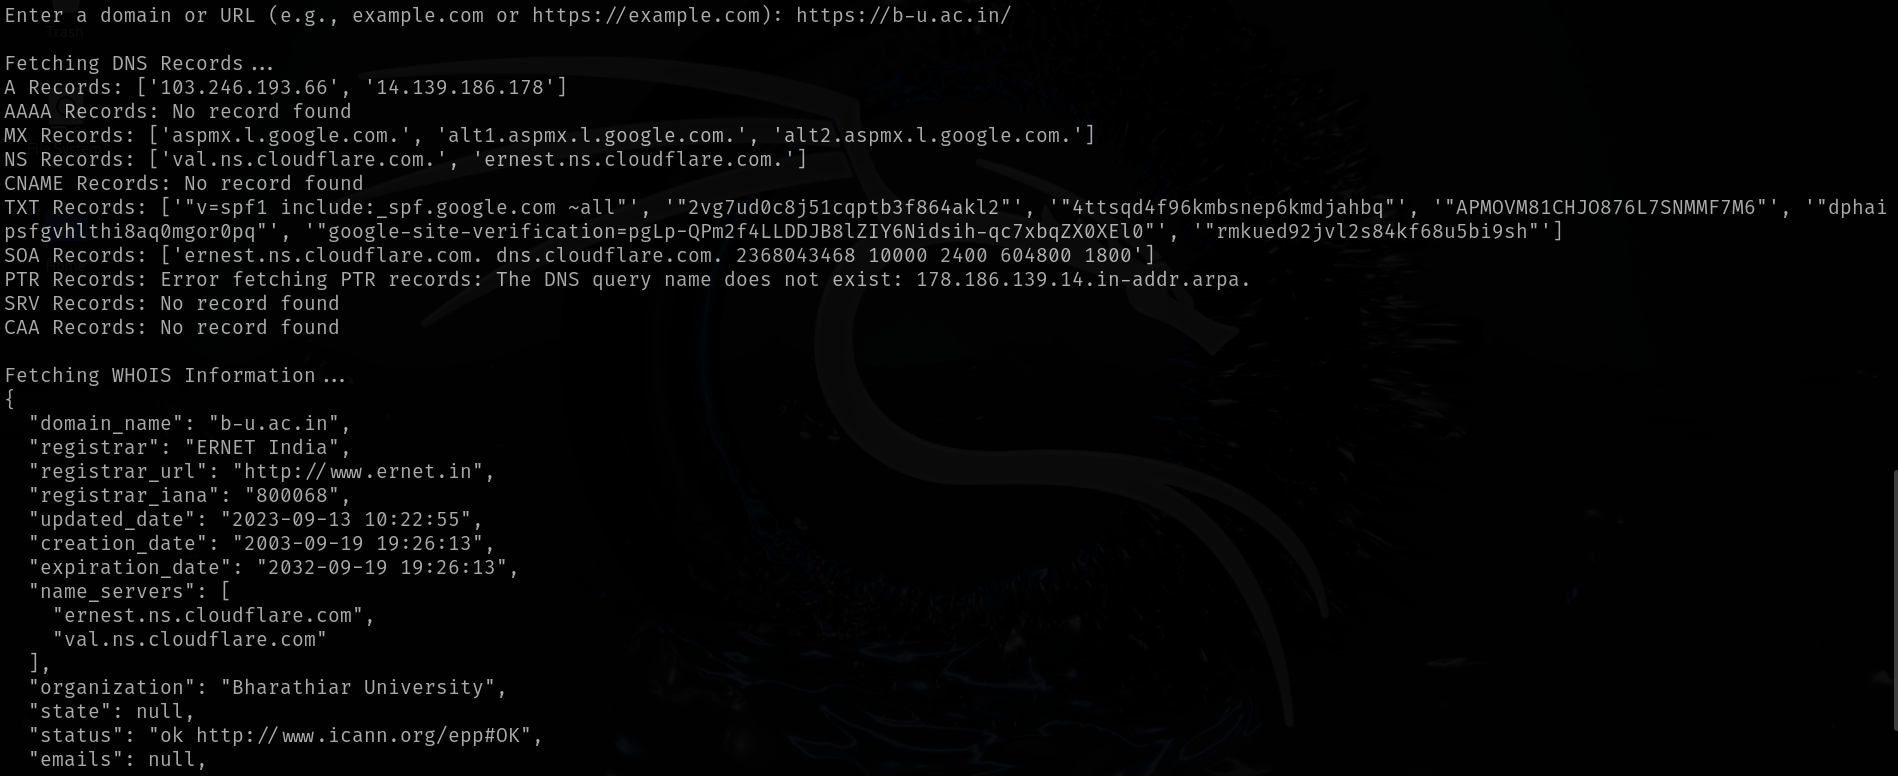 Enter a domain or URL (e.g., example.com or https://example.com): https://b-u.ac.in/
Fetching DNS Records...
A Records: ['103.246.193.66', '14.139.186.178']
AAAA Records: No record found
MX Records: ['aspmx.l.google.com.', 'alt1.aspmx.l.google.com.', 'alt2.aspmx.l.google.com.']
NS Records: ['val.ns.cloudflare.com.', 'ernest.ns.cloudflare.com.']
CNAME Records: No record found
TXT Records: ['"v=spf1 include:_spf.google.com ~all"', '"2vg7ud0c8j51cqptb3f864akl2"', '"4ttsqd4f96kmbsnep6kmdjahbq"', '"APMOVM81CHJO876L7SNMMF7M6"', '"dphai
psfgvhlthi8aq0mgor0pq"', '"google-site-verification=pgLp-QPm2f4LLDDJB8lZIY6Nidsih-qc7xbqZX0XEl0"', '"rmkued92jvl2s84kf68u5bi9sh"']
SOA Records: ['ernest.ns.cloudflare.com. dns.cloudflare.com. 2368043468 10000 2400 604800 1800']
PTR Records: Error fetching PTR records: The DNS query name does not exist: 178.186.139.14.in-addr.arpa.
SRV Records: No record found
CAA Records: No record found
Fetching WHOIS Information...
{
"domain_name": "b-u.ac.in",
"registrar": "ERNET India",
"registrar_url": "http://www.ernet.in",
"registrar_iana": "800068",
"updated_date": "2023-09-13 10:22:55",
"creation_date": "2003-09-19 19:26:13",
"expiration_date": "2032-09-19 19:26:13",
"name_servers": [
"ernest.ns.cloudflare.com",
"val.ns.cloudflare.com"
],
"organization": "Bharathiar University",
"state": null,
"status": "ok http://www.icann.org/epp#OK",
"emails": null,